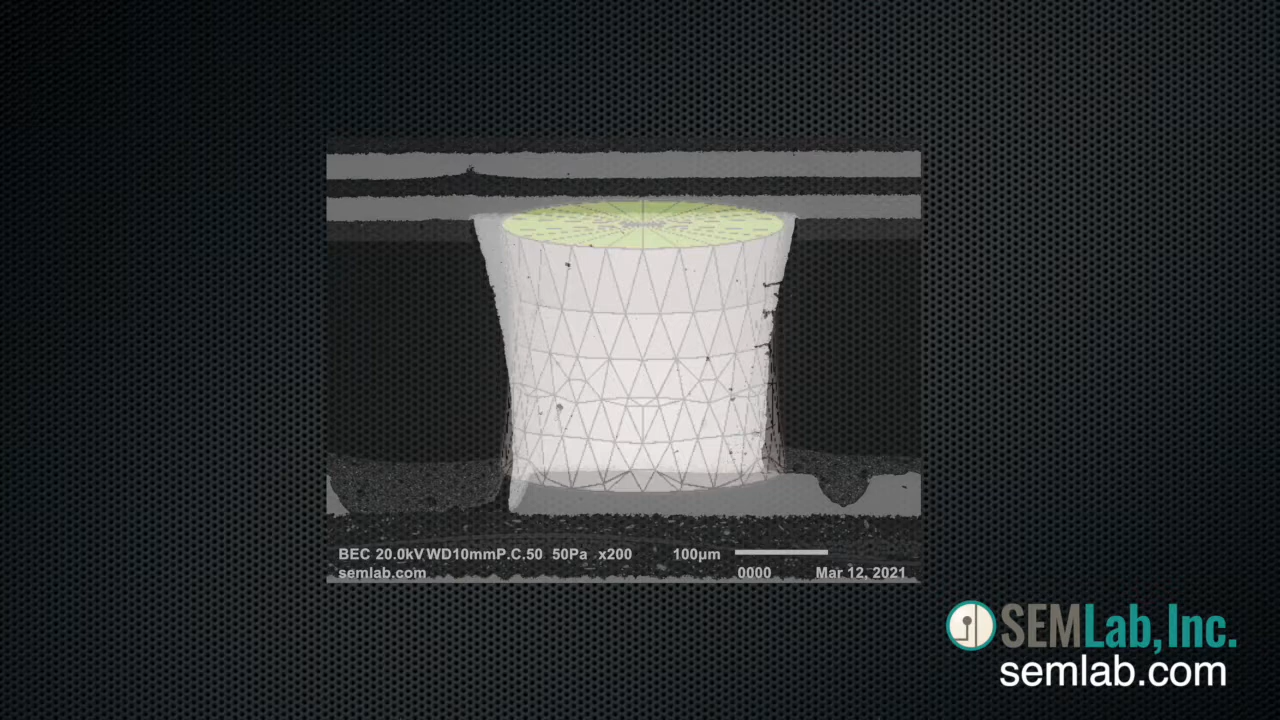 BEC 20.0kV WD10mmP.C.50 50Pa x200 100µm
semlab.com 0000 Mar 12, 2021
SEMLab, Inc.
semlab.com